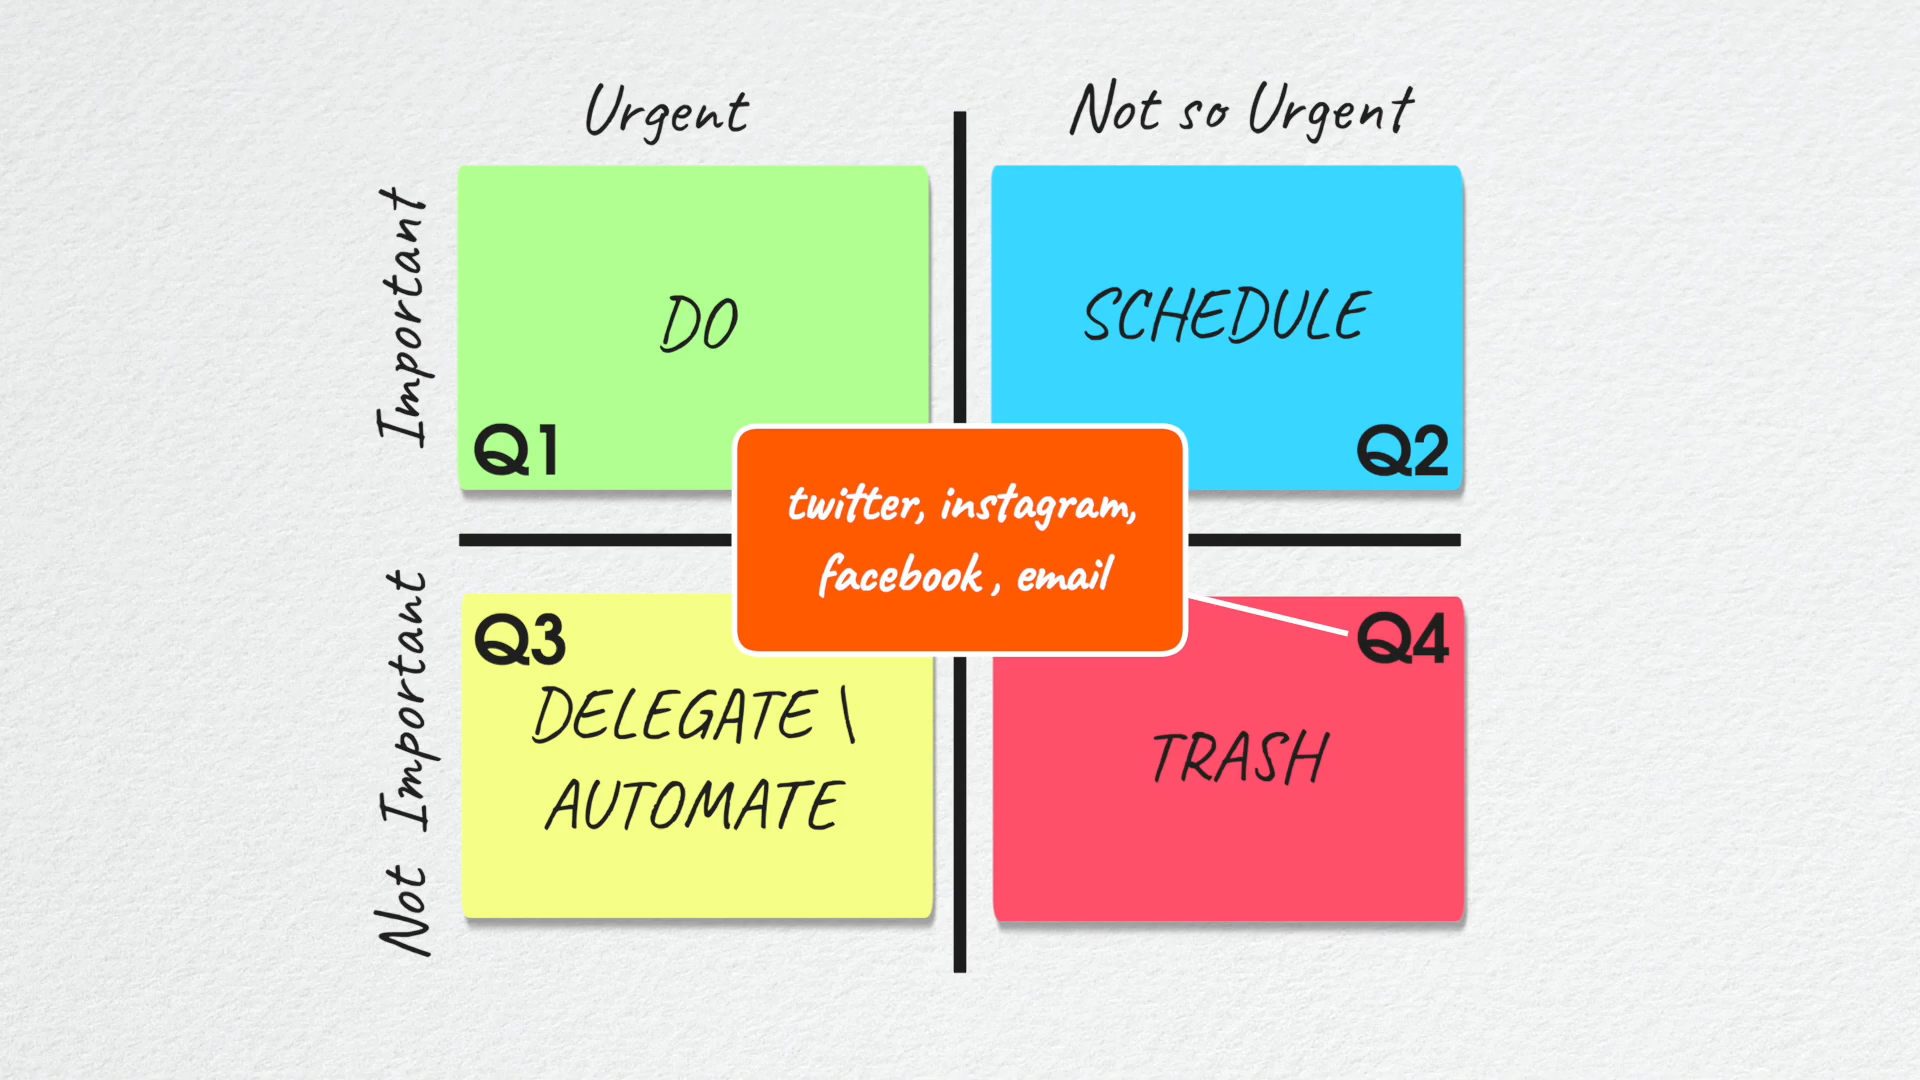 Urgent
Not so Urgent
Important
DO
SCHEDULE
Q1
Q2
twitter, instagram,
facebook , email
Not Important
Q3
Q4
DELEGATE \
AUTOMATE
TRASH